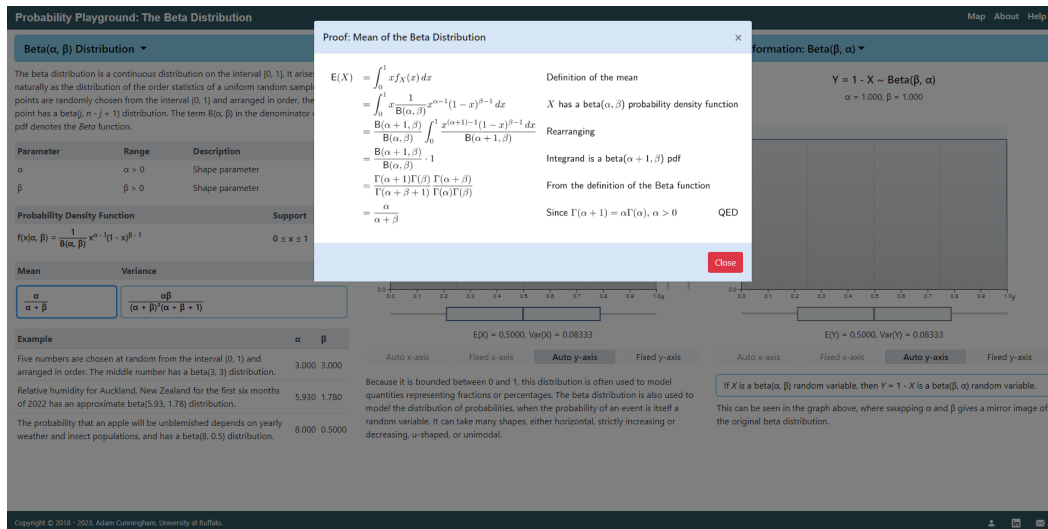 Probability Playground: The Beta Distribution
Map About Help
Beta(α, β) Distribution
The beta distribution is a continuous distribution on the interval [0, 1]. It arise
naturally as the distribution of the order statistics of a uniform random sampl
points are randomly chosen from the interval (0, 1) and arranged in order, the
point has a beta(j, n - j + 1) distribution. The term B(α, β) in the denominator
pdf denotes the Beta function.
Parameter Range Description
α α > 0 Shape parameter
β β > 0 Shape parameter
Probability Density Function Support
f(x|α, β) = 1/B(α, β) x^(α - 1)(1 - x)^(β - 1) 0 ≤ x ≤ 1
Mean Variance
α/(α + β) αβ/((α + β)²(α + β + 1))
Example α β
Five numbers are chosen at random from the interval (0, 1) and
arranged in order. The middle number has a beta(3, 3) distribution. 3.000 3.000
Relative humidity for Auckland, New Zealand for the first six months
of 2022 has an approximate beta(5.93, 1.78) distribution. 5.930 1.780
The probability that an apple will be unblemished depends on yearly
weather and insect populations, and has a beta(8, 0.5) distribution. 8.000 0.5000
Proof: Mean of the Beta Distribution ×
E(X) = ∫₀¹ x f_X(x) dx Definition of the mean
= ∫₀¹ x 1/B(α, β) x^(α−1)(1 − x)^(β−1) dx X has a beta(α, β) probability density function
= B(α + 1, β)/B(α, β) ∫₀¹ x^((α+1)−1)(1 − x)^(β−1) dx/B(α + 1, β) Rearranging
= B(α + 1, β)/B(α, β) · 1 Integrand is a beta(α + 1, β) pdf
= Γ(α + 1)Γ(β)/Γ(α + β + 1) Γ(α + β)/Γ(α)Γ(β) From the definition of the Beta function
= α/(α + β) Since Γ(α + 1) = αΓ(α), α > 0 QED
Close
0.0
0.0 0.1 0.2 0.3 0.4 0.5 0.6 0.7 0.8 0.9 1.0 x
E(X) = 0.5000, Var(X) = 0.08333
Auto x-axis Fixed x-axis Auto y-axis Fixed y-axis
Because it is bounded between 0 and 1, this distribution is often used to model
quantities representing fractions or percentages. The beta distribution is also used to
model the distribution of probabilities, when the probability of an event is itself a
random variable. It can take many shapes, either horizontal, strictly increasing or
decreasing, u-shaped, or unimodal.
formation: Beta(β, α)
Y = 1 - X ~ Beta(β, α)
α = 1.000, β = 1.000
0.0
0.0 0.1 0.2 0.3 0.4 0.5 0.6 0.7 0.8 0.9 1.0 y
E(Y) = 0.5000, Var(Y) = 0.08333
Auto x-axis Fixed x-axis Auto y-axis Fixed y-axis
If X is a beta(α, β) random variable, then Y = 1 - X is a beta(β, α) random variable.
This can be seen in the graph above, where swapping α and β gives a mirror image of
the original beta distribution.
Copyright © 2018 - 2023, Adam Cunningham, University at Buffalo.